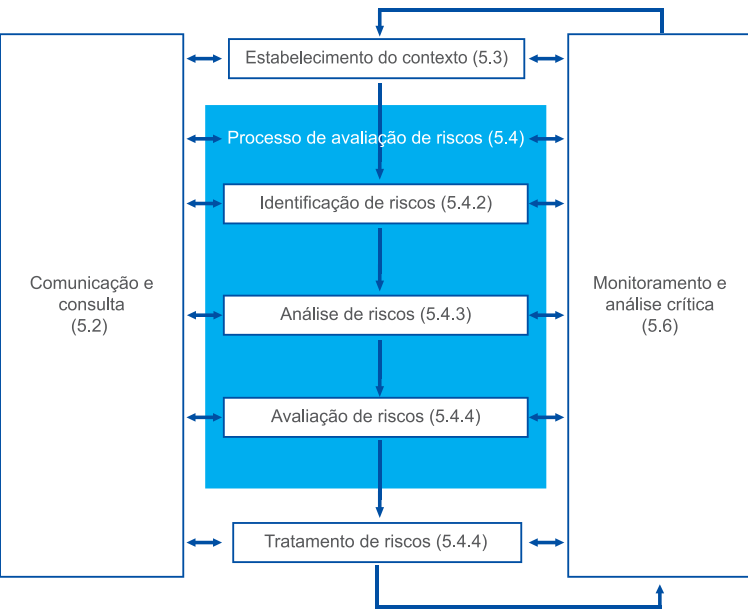 Estabelecimento do contexto (5.3)
Processo de avaliação de riscos (5.4)
Identificação de riscos (5.4.2)
Comunicação e
consulta
(5.2)
Análise de riscos (5.4.3)
Monitoramento e
análise crítica
(5.6)
Avaliação de riscos (5.4.4)
Tratamento de riscos (5.4.4)